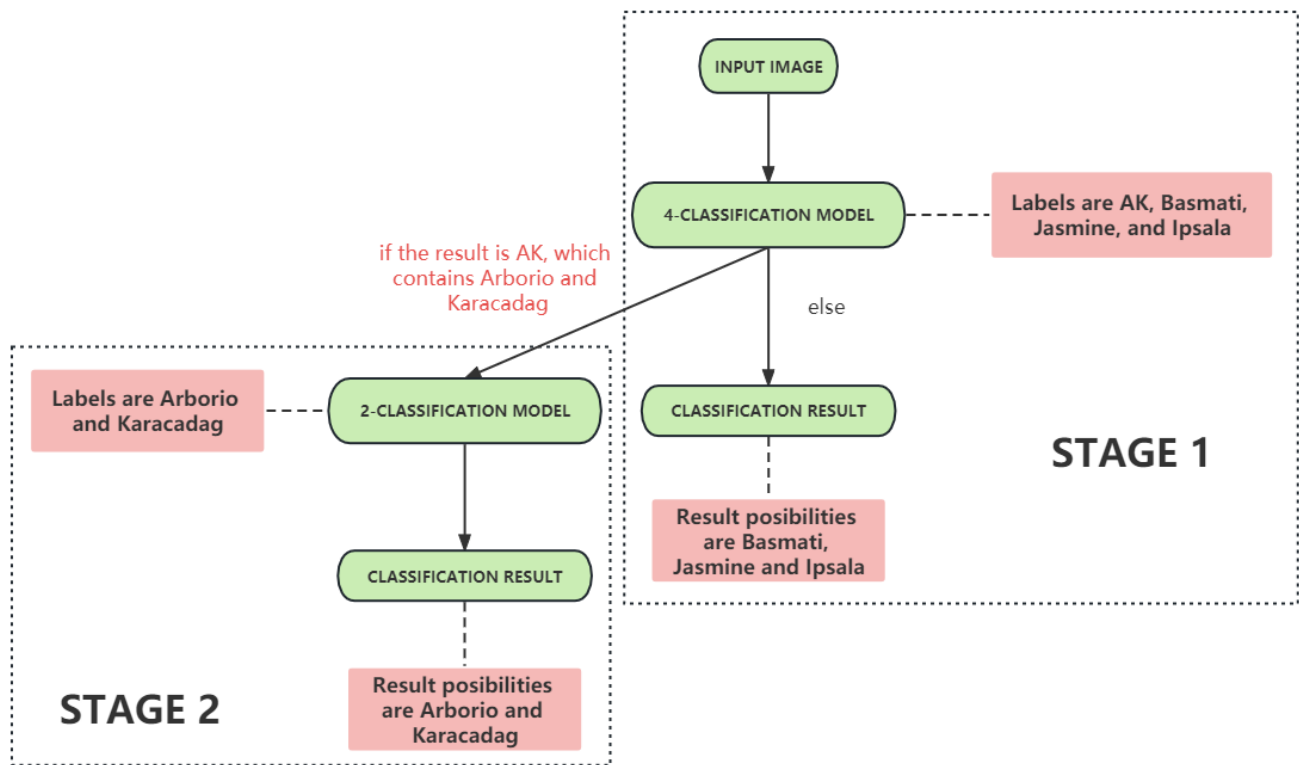 INPUT IMAGE
4-CLASSIFICATION MODEL
Labels are AK, Basmati,
Jasmine, and Ipsala
if the result is AK, which
contains Arborio and
Karacadag
else
CLASSIFICATION RESULT
Result posibilities
are Basmati,
Jasmine and Ipsala
STAGE 1
Labels are Arborio
and Karacadag
2-CLASSIFICATION MODEL
CLASSIFICATION RESULT
Result posibilities
are Arborio and
Karacadag
STAGE 2